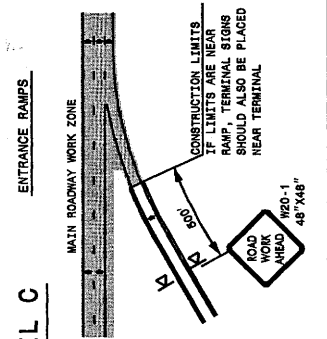 ENTRANCE RAMPS
MAIN ROADWAY WORK ZONE
L C
CONSTRUCTION LIMITS
IF LIMITS ARE NEAR
RAMP, TERMINAL SIGNS
SHOULD ALSO BE PLACED
NEAR TERMINAL
500'
ROAD
WORK
AHEAD
W20-1
48"X48"